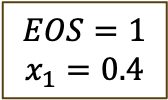 EOS = 1
x₁ = 0.4